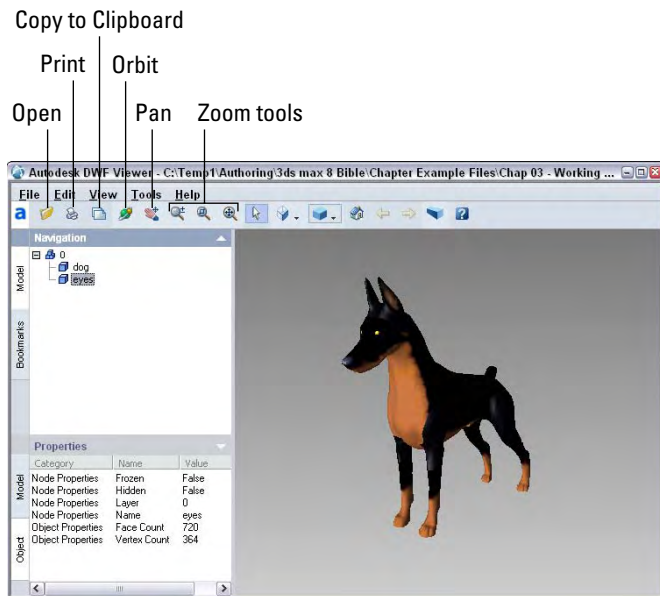 Copy to Clipboard
Print Orbit
Open Pan Zoom tools
Autodesk DWF Viewer - C:\Temp1\Authoring\3ds max 8 Bible\Chapter Example Files\Chap 03 - Working ...
File Edit View Tools Help
a
Navigation
0
dog
eyes
Model
Bookmarks
Properties
Category Name Value
Node Properties Frozen False
Node Properties Hidden False
Node Properties Layer 0
Node Properties Name eyes
Object Properties Face Count 720
Object Properties Vertex Count 364
Model
Object